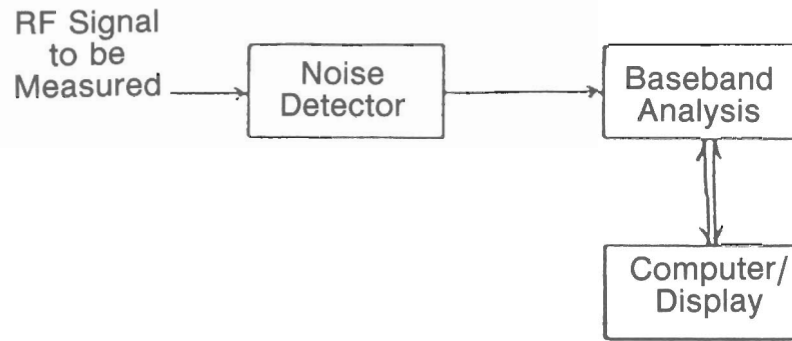 RF Signal
to be
Measured
Noise
Detector
Baseband
Analysis
Computer/
Display